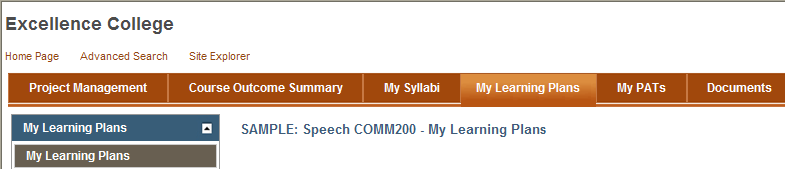 Excellence College
Home Page Advanced Search Site Explorer
Project Management Course Outcome Summary My Syllabi My Learning Plans My PATs Documents
My Learning Plans
SAMPLE: Speech COMM200 - My Learning Plans
My Learning Plans